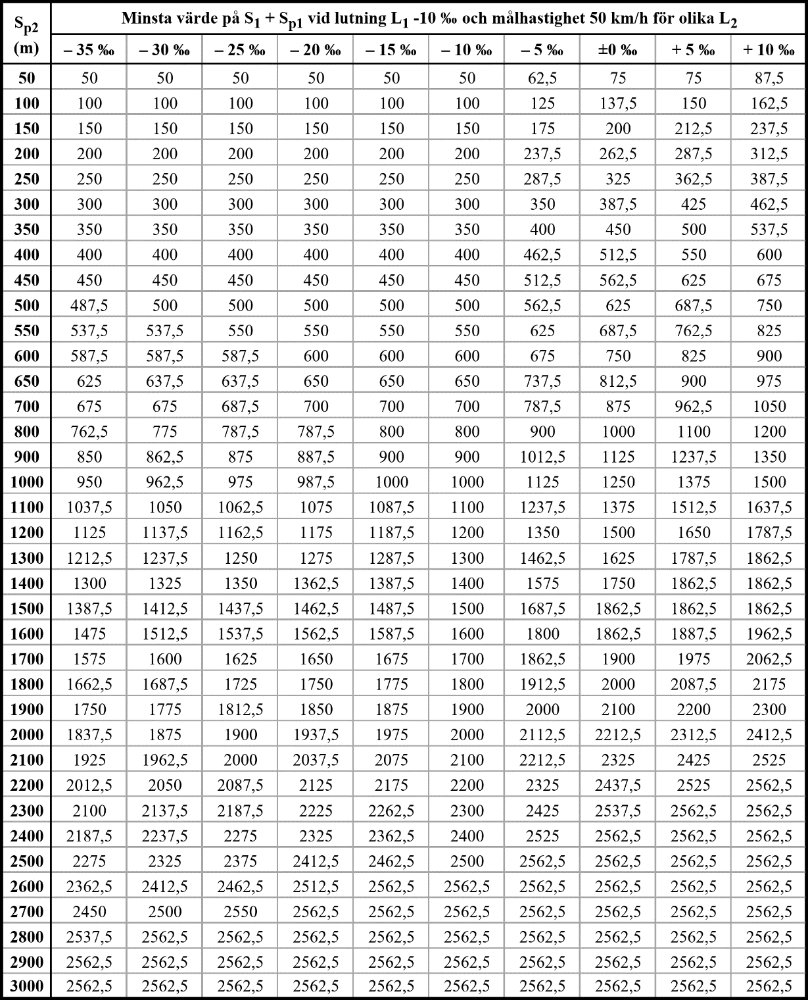 S_p2 (m) Minsta värde på S_1 + S_p1 vid lutning L_1 -10 ‰ och målhastighet 50 km/h för olika L_2
– 35 ‰ – 30 ‰ – 25 ‰ – 20 ‰ – 15 ‰ – 10 ‰ – 5 ‰ ±0 ‰ + 5 ‰ + 10 ‰
50 50 50 50 50 50 50 62,5 75 75 87,5
100 100 100 100 100 100 100 125 137,5 150 162,5
150 150 150 150 150 150 150 175 200 212,5 237,5
200 200 200 200 200 200 200 237,5 262,5 287,5 312,5
250 250 250 250 250 250 250 287,5 325 362,5 387,5
300 300 300 300 300 300 300 350 387,5 425 462,5
350 350 350 350 350 350 350 400 450 500 537,5
400 400 400 400 400 400 400 462,5 512,5 550 600
450 450 450 450 450 450 450 512,5 562,5 625 675
500 487,5 500 500 500 500 500 562,5 625 687,5 750
550 537,5 537,5 550 550 550 550 625 687,5 762,5 825
600 587,5 587,5 587,5 600 600 600 675 750 825 900
650 625 637,5 637,5 650 650 650 737,5 812,5 900 975
700 675 675 687,5 700 700 700 787,5 875 962,5 1050
800 762,5 775 787,5 787,5 800 800 900 1000 1100 1200
900 850 862,5 875 887,5 900 900 1012,5 1125 1237,5 1350
1000 950 962,5 975 987,5 1000 1000 1125 1250 1375 1500
1100 1037,5 1050 1062,5 1075 1087,5 1100 1237,5 1375 1512,5 1637,5
1200 1125 1137,5 1162,5 1175 1187,5 1200 1350 1500 1650 1787,5
1300 1212,5 1237,5 1250 1275 1287,5 1300 1462,5 1625 1787,5 1862,5
1400 1300 1325 1350 1362,5 1387,5 1400 1575 1750 1862,5 1862,5
1500 1387,5 1412,5 1437,5 1462,5 1487,5 1500 1687,5 1862,5 1862,5 1862,5
1600 1475 1512,5 1537,5 1562,5 1587,5 1600 1800 1862,5 1887,5 1962,5
1700 1575 1600 1625 1650 1675 1700 1862,5 1900 1975 2062,5
1800 1662,5 1687,5 1725 1750 1775 1800 1912,5 2000 2087,5 2175
1900 1750 1775 1812,5 1850 1875 1900 2000 2100 2200 2300
2000 1837,5 1875 1900 1937,5 1975 2000 2112,5 2212,5 2312,5 2412,5
2100 1925 1962,5 2000 2037,5 2075 2100 2212,5 2325 2425 2525
2200 2012,5 2050 2087,5 2125 2175 2200 2325 2437,5 2525 2562,5
2300 2100 2137,5 2187,5 2225 2262,5 2300 2425 2537,5 2562,5 2562,5
2400 2187,5 2237,5 2275 2325 2362,5 2400 2525 2562,5 2562,5 2562,5
2500 2275 2325 2375 2412,5 2462,5 2500 2562,5 2562,5 2562,5 2562,5
2600 2362,5 2412,5 2462,5 2512,5 2562,5 2562,5 2562,5 2562,5 2562,5 2562,5
2700 2450 2500 2550 2562,5 2562,5 2562,5 2562,5 2562,5 2562,5 2562,5
2800 2537,5 2562,5 2562,5 2562,5 2562,5 2562,5 2562,5 2562,5 2562,5 2562,5
2900 2562,5 2562,5 2562,5 2562,5 2562,5 2562,5 2562,5 2562,5 2562,5 2562,5
3000 2562,5 2562,5 2562,5 2562,5 2562,5 2562,5 2562,5 2562,5 2562,5 2562,5